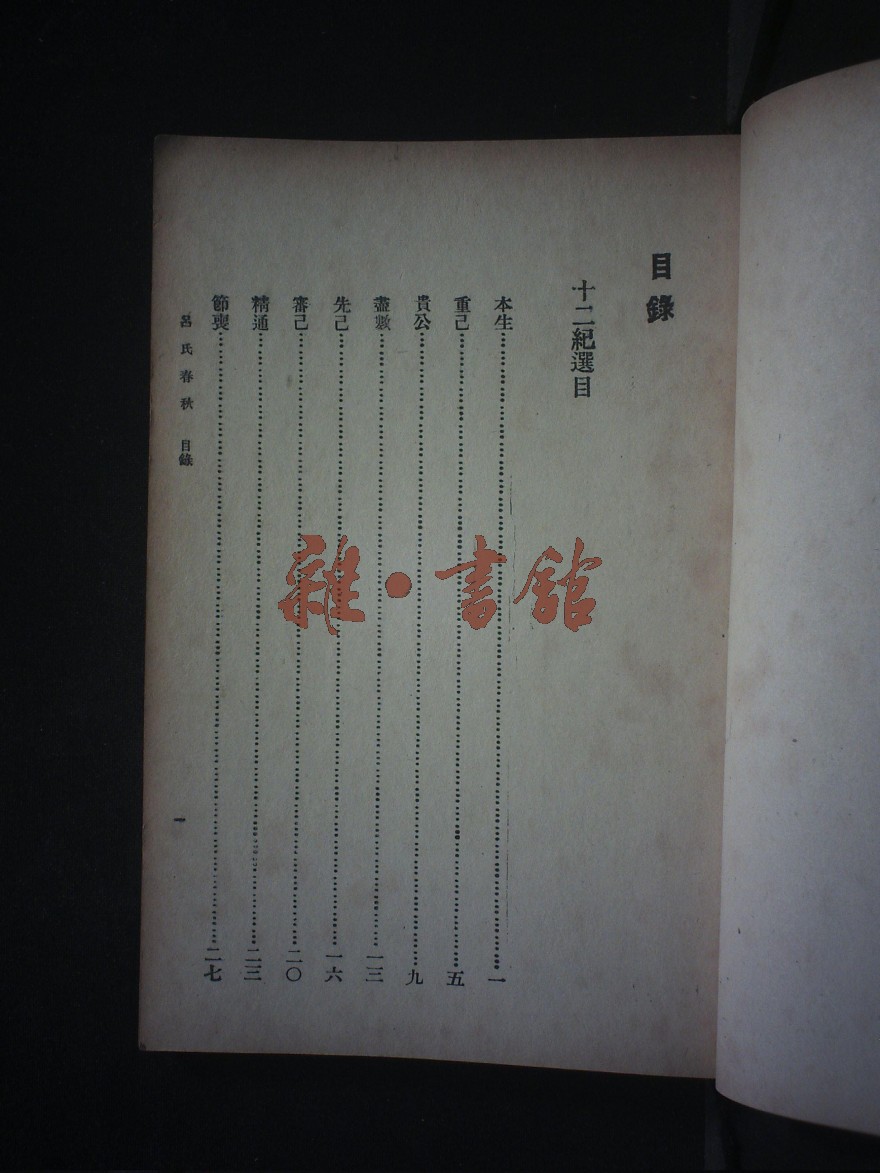 目錄
十二紀選目
本生……一
重己……五
貴公……九
盡數……一三
先己……一六
審己……二〇
精通……二三
節喪……二七
呂氏春秋 目錄 一
雜·書館